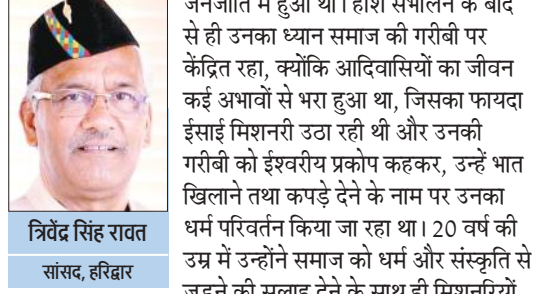 जनजाति में हुआ था। होश संभालने के बाद
से ही उनका ध्यान समाज की गरीबी पर
केंद्रित रहा, क्योंकि आदिवासियों का जीवन
कई अभावों से भरा हुआ था, जिसका फायदा
ईसाई मिशनरी उठा रही थी और उनकी
गरीबी को ईश्वरीय प्रकोप कहकर, उन्हें भात
खिलाने तथा कपड़े देने के नाम पर उनका
धर्म परिवर्तन किया जा रहा था। 20 वर्ष की
उम्र में उन्होंने समाज को धर्म और संस्कृति से
जुड़ने की सलाह देने के साथ ही मिशनरियों
त्रिवेंद्र सिंह रावत
सांसद, हरिद्वार